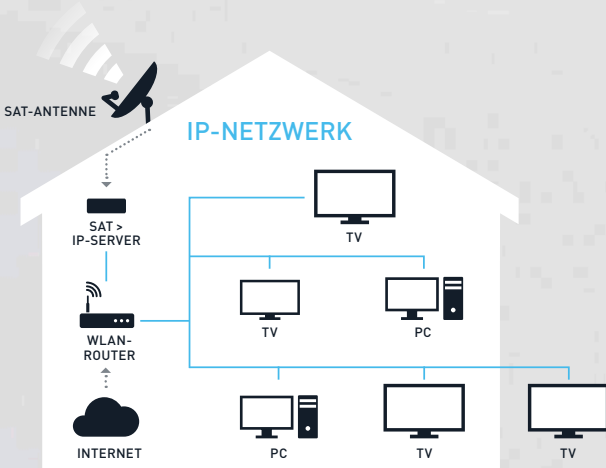 SAT-ANTENNE
IP-NETZWERK
SAT >
IP-SERVER
TV
WLAN-
ROUTER
TV
PC
INTERNET
PC
TV
TV